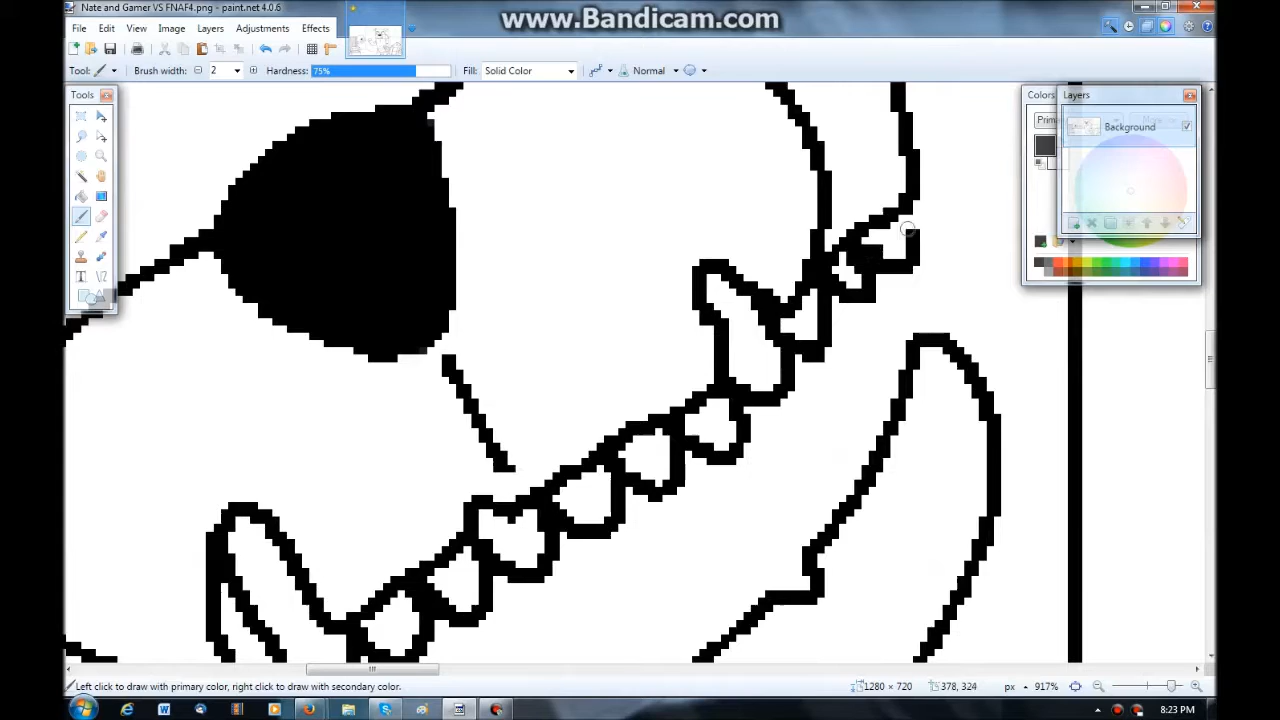 Nate and Gamer VS FNAF4.png - paint.net 4.0.6
www.Bandicam.com
File Edit View Image Layers Adjustments Effects
Tool: Brush width: 2 Hardness: 75% Fill: Solid Color Normal
Tools
Colors
Layers
Background
Left click to draw with primary color, right click to draw with secondary color.
1280 × 720
378, 324
px
917%
8:23 PM